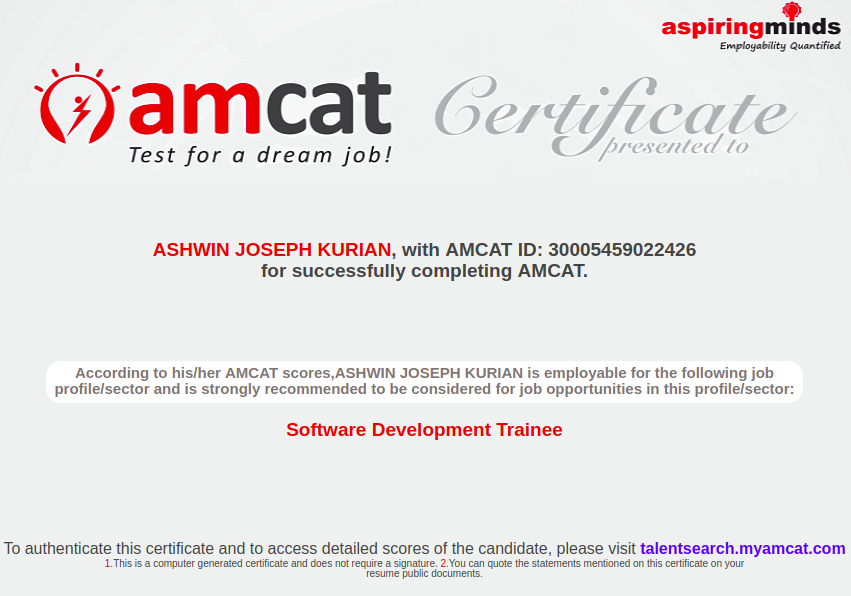 aspiringminds
Employability Quantified
amcat
Test for a dream job!
Certificate
presented to
ASHWIN JOSEPH KURIAN, with AMCAT ID: 30005459022426
for successfully completing AMCAT.
According to his/her AMCAT scores,ASHWIN JOSEPH KURIAN is employable for the following job
profile/sector and is strongly recommended to be considered for job opportunities in this profile/sector:
Software Development Trainee
To authenticate this certificate and to access detailed scores of the candidate, please visit talentsearch.myamcat.com
1.This is a computer generated certificate and does not require a signature. 2.You can quote the statements mentioned on this certificate on your
resume public documents.